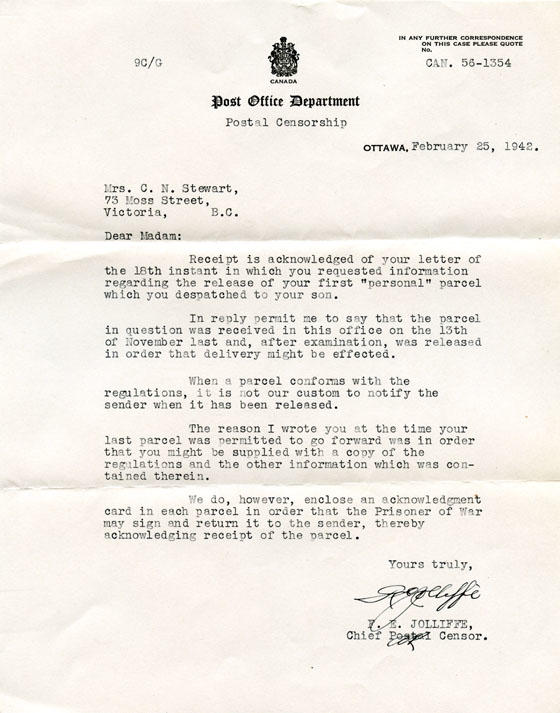 IN ANY FURTHER CORRESPONDENCE
ON THIS CASE PLEASE QUOTE
No.
9C/G
CAN. 56-1354
CANADA
Post Office Department
Postal Censorship
OTTAWA, February 25, 1942.
Mrs. C. N. Stewart,
73 Moss Street,
Victoria, B.C.
Dear Madam:
Receipt is acknowledged of your letter of
the 18th instant in which you requested information
regarding the release of your first "personal" parcel
which you despatched to your son.
In reply permit me to say that the parcel
in question was received in this office on the 13th
of November last and, after examination, was released
in order that delivery might be effected.
When a parcel conforms with the
regulations, it is not our custom to notify the
sender when it has been released.
The reason I wrote you at the time your
last parcel was permitted to go forward was in order
that you might be supplied with a copy of the
regulations and the other information which was con-
tained therein.
We do, however, enclose an acknowledgment
card in each parcel in order that the Prisoner of War
may sign and return it to the sender, thereby
acknowledging receipt of the parcel.
Yours truly,
Jolliffe
F. E. JOLLIFFE,
Chief Postal Censor.